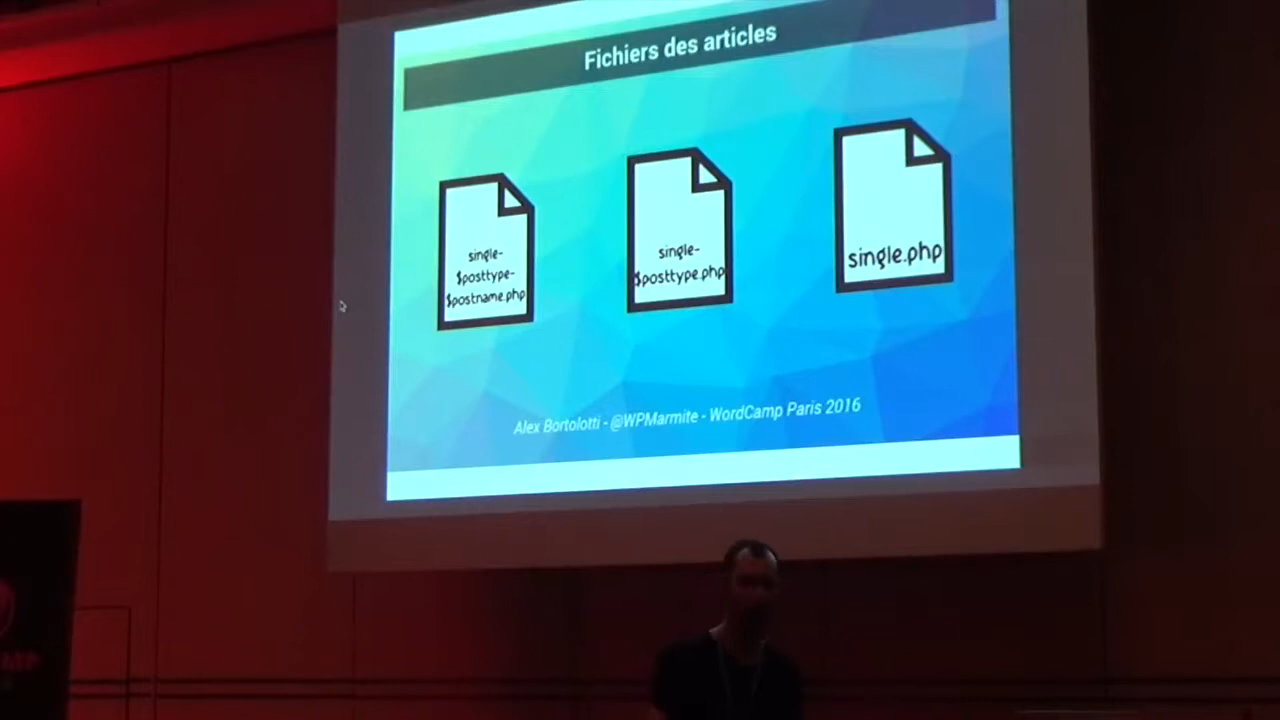 Fichiers des articles
single-
$posttype-
$postname.php
single-
$posttype.php
single.php
Alex Bortolotti - @WPMarmite - WordCamp Paris 2016